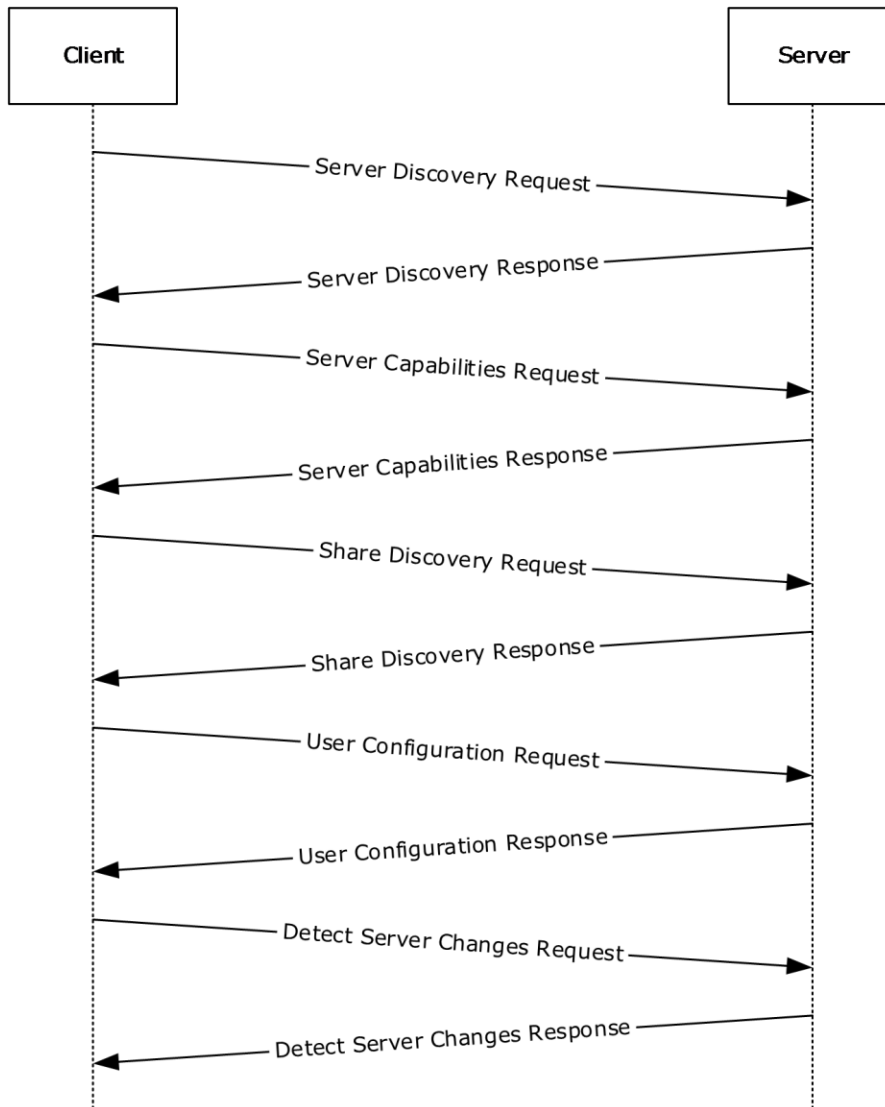 Client
Server
Server Discovery Request
Server Discovery Response
Server Capabilities Request
Server Capabilities Response
Share Discovery Request
Share Discovery Response
User Configuration Request
User Configuration Response
Detect Server Changes Request
Detect Server Changes Response